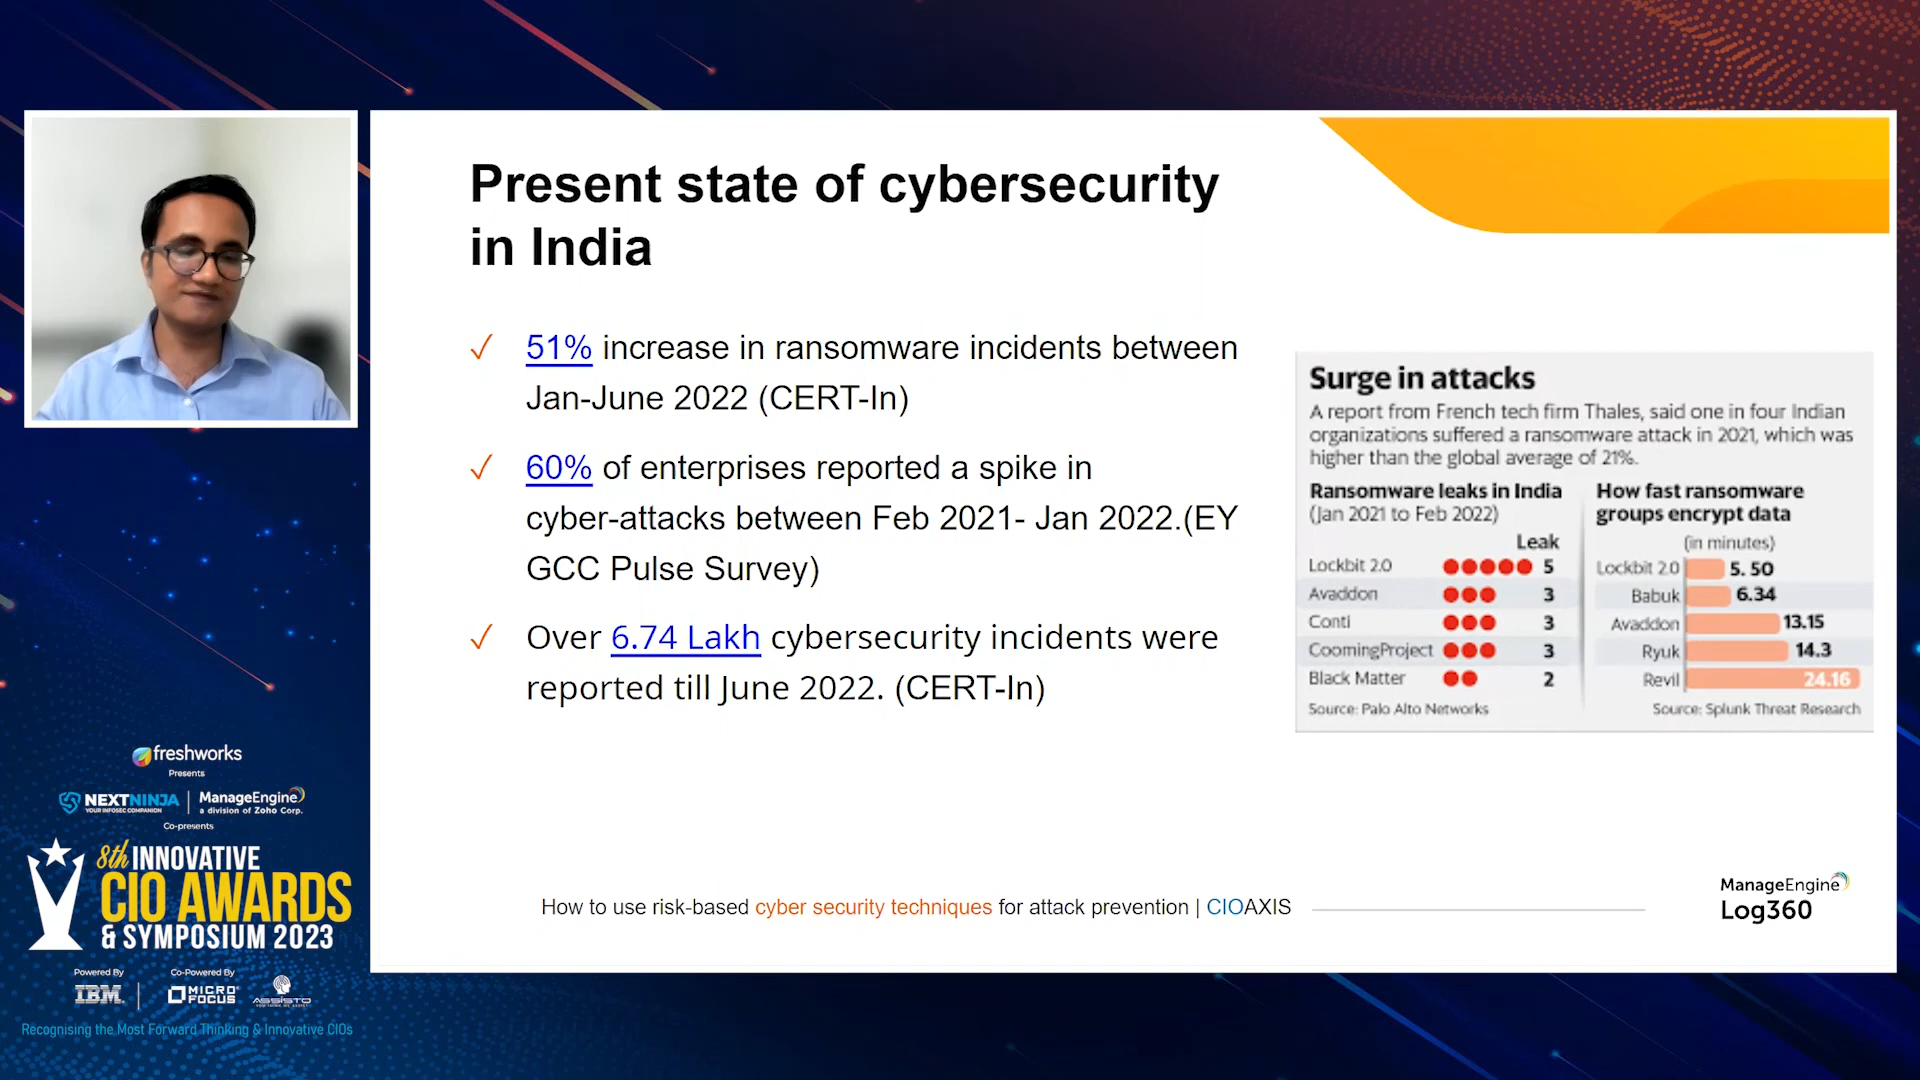 Present state of cybersecurity
in India
✓ 51% increase in ransomware incidents between
Jan-June 2022 (CERT-In)
✓ 60% of enterprises reported a spike in
cyber-attacks between Feb 2021- Jan 2022.(EY
GCC Pulse Survey)
✓ Over 6.74 Lakh cybersecurity incidents were
reported till June 2022. (CERT-In)
Surge in attacks
A report from French tech firm Thales, said one in four Indian
organizations suffered a ransomware attack in 2021, which was
higher than the global average of 21%.
Ransomware leaks in India
(Jan 2021 to Feb 2022)
Leak
Lockbit 2.0 5
Avaddon 3
Conti 3
CoomingProject 3
Black Matter 2
Source: Palo Alto Networks
How fast ransomware
groups encrypt data
(in minutes)
Lockbit 2.0 5. 50
Babuk 6.34
Avaddon 13.15
Ryuk 14.3
Revil 24.16
Source: Splunk Threat Research
How to use risk-based cyber security techniques for attack prevention | CIOAXIS
ManageEngine
Log360
freshworks
Presents
NEXTNINJA
YOUR INFOSEC COMPANION
ManageEngine
a division of Zoho Corp.
Co-presents
8th INNOVATIVE
CIO AWARDS
& SYMPOSIUM 2023
Powered By
IBM
Co-Powered By
MICRO
FOCUS
ASSISTO
Recognising the Most Forward Thinking & Innovative CIOs